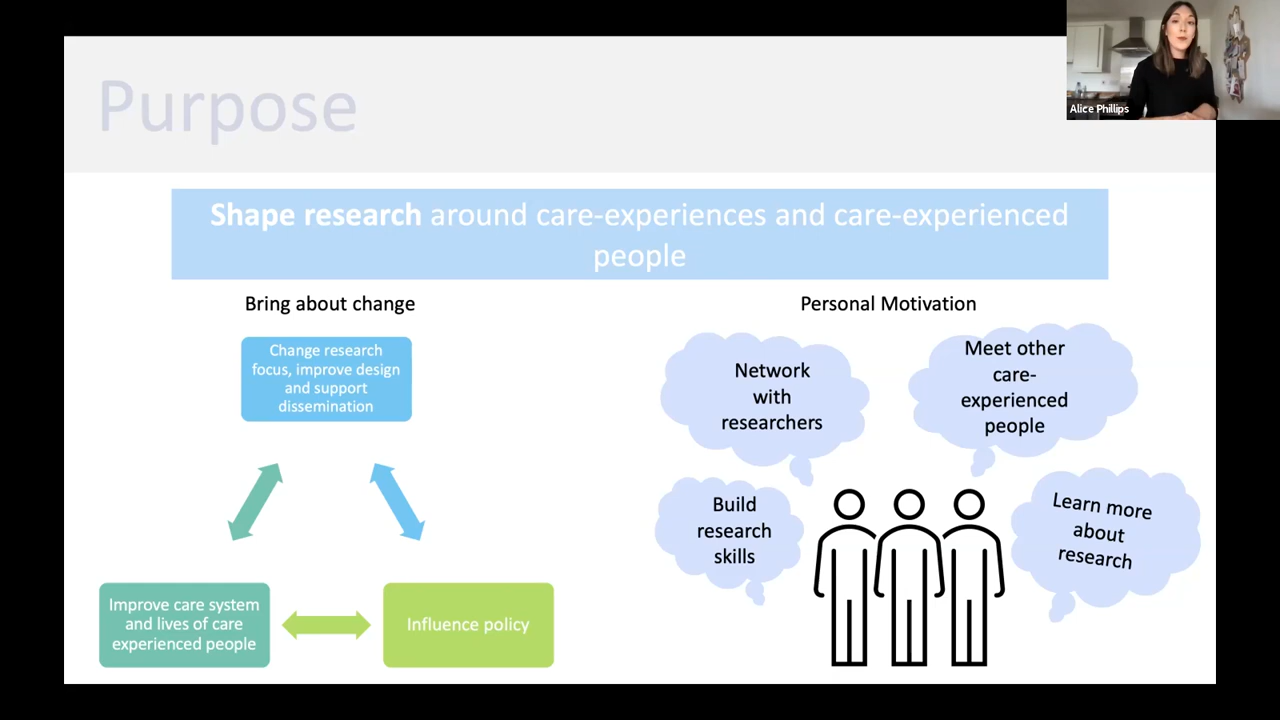 Purpose
Alice Phillips
Shape research around care-experiences and care-experienced
people
Bring about change
Change research
focus, improve design
and support
dissemination
Improve care system
and lives of care
experienced people
Influence policy
Personal Motivation
Network
with
researchers
Meet other
care-
experienced
people
Build
research
skills
Learn more
about
research